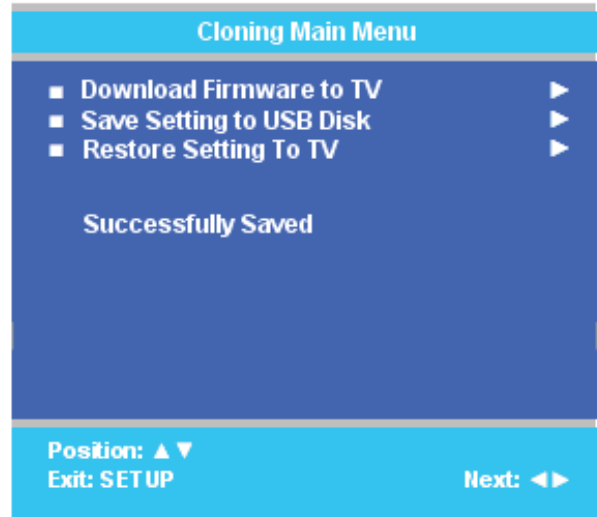 Cloning Main Menu
■ Download Firmware to TV ▶
■ Save Setting to USB Disk ▶
■ Restore Setting To TV ▶
Successfully Saved
Position: ▲▼
Exit: SETUP Next: ◀▶